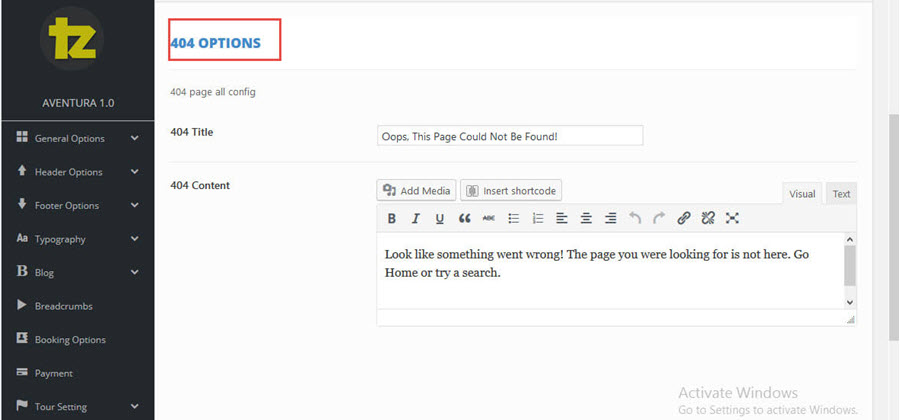 tz
AVENTURA 1.0
General Options
Header Options
Footer Options
Aa Typography
B Blog
Breadcrumbs
Booking Options
Payment
Tour Setting
404 OPTIONS
404 page all config
404 Title
Oops, This Page Could Not Be Found!
404 Content
Add Media
Insert shortcode
Visual
Text
B I U ABC
Look like something went wrong! The page you were looking for is not here. Go
Home or try a search.
Activate Windows
Go to Settings to activate Windows.